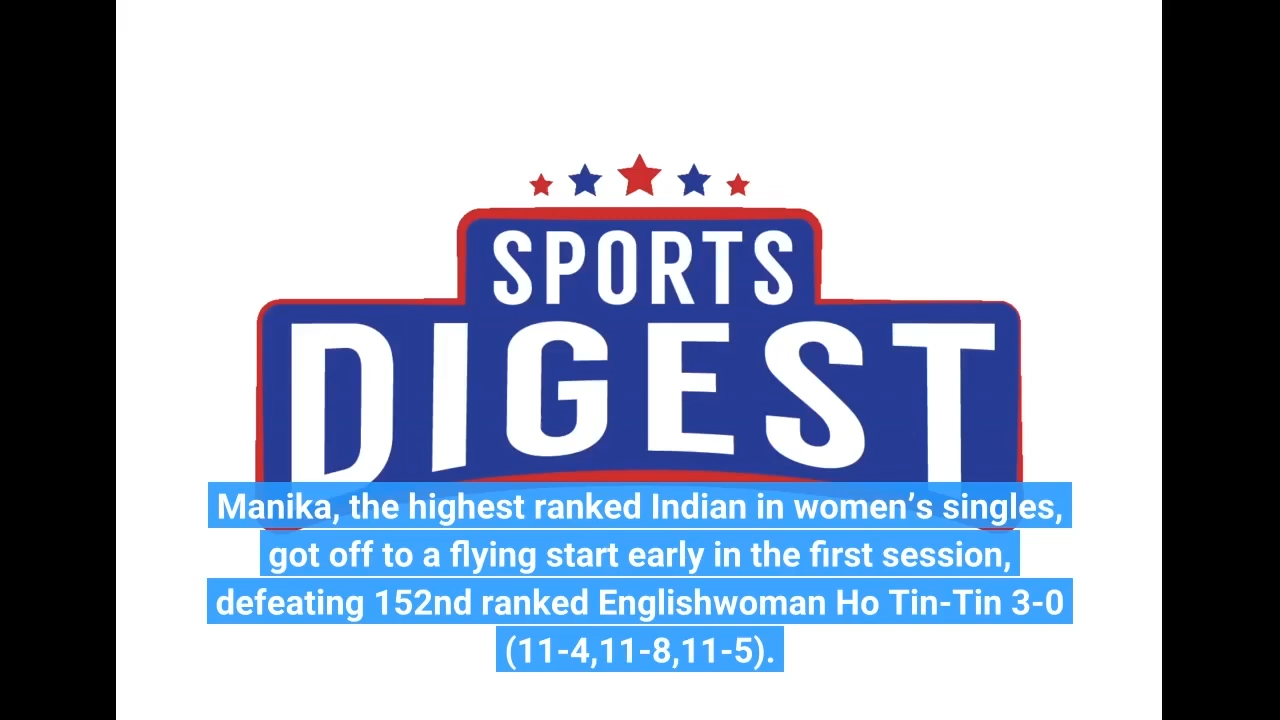 SPORTS
DIGEST
Manika, the highest ranked Indian in women’s singles,
got off to a flying start early in the first session,
defeating 152nd ranked Englishwoman Ho Tin-Tin 3-0
(11-4,11-8,11-5).